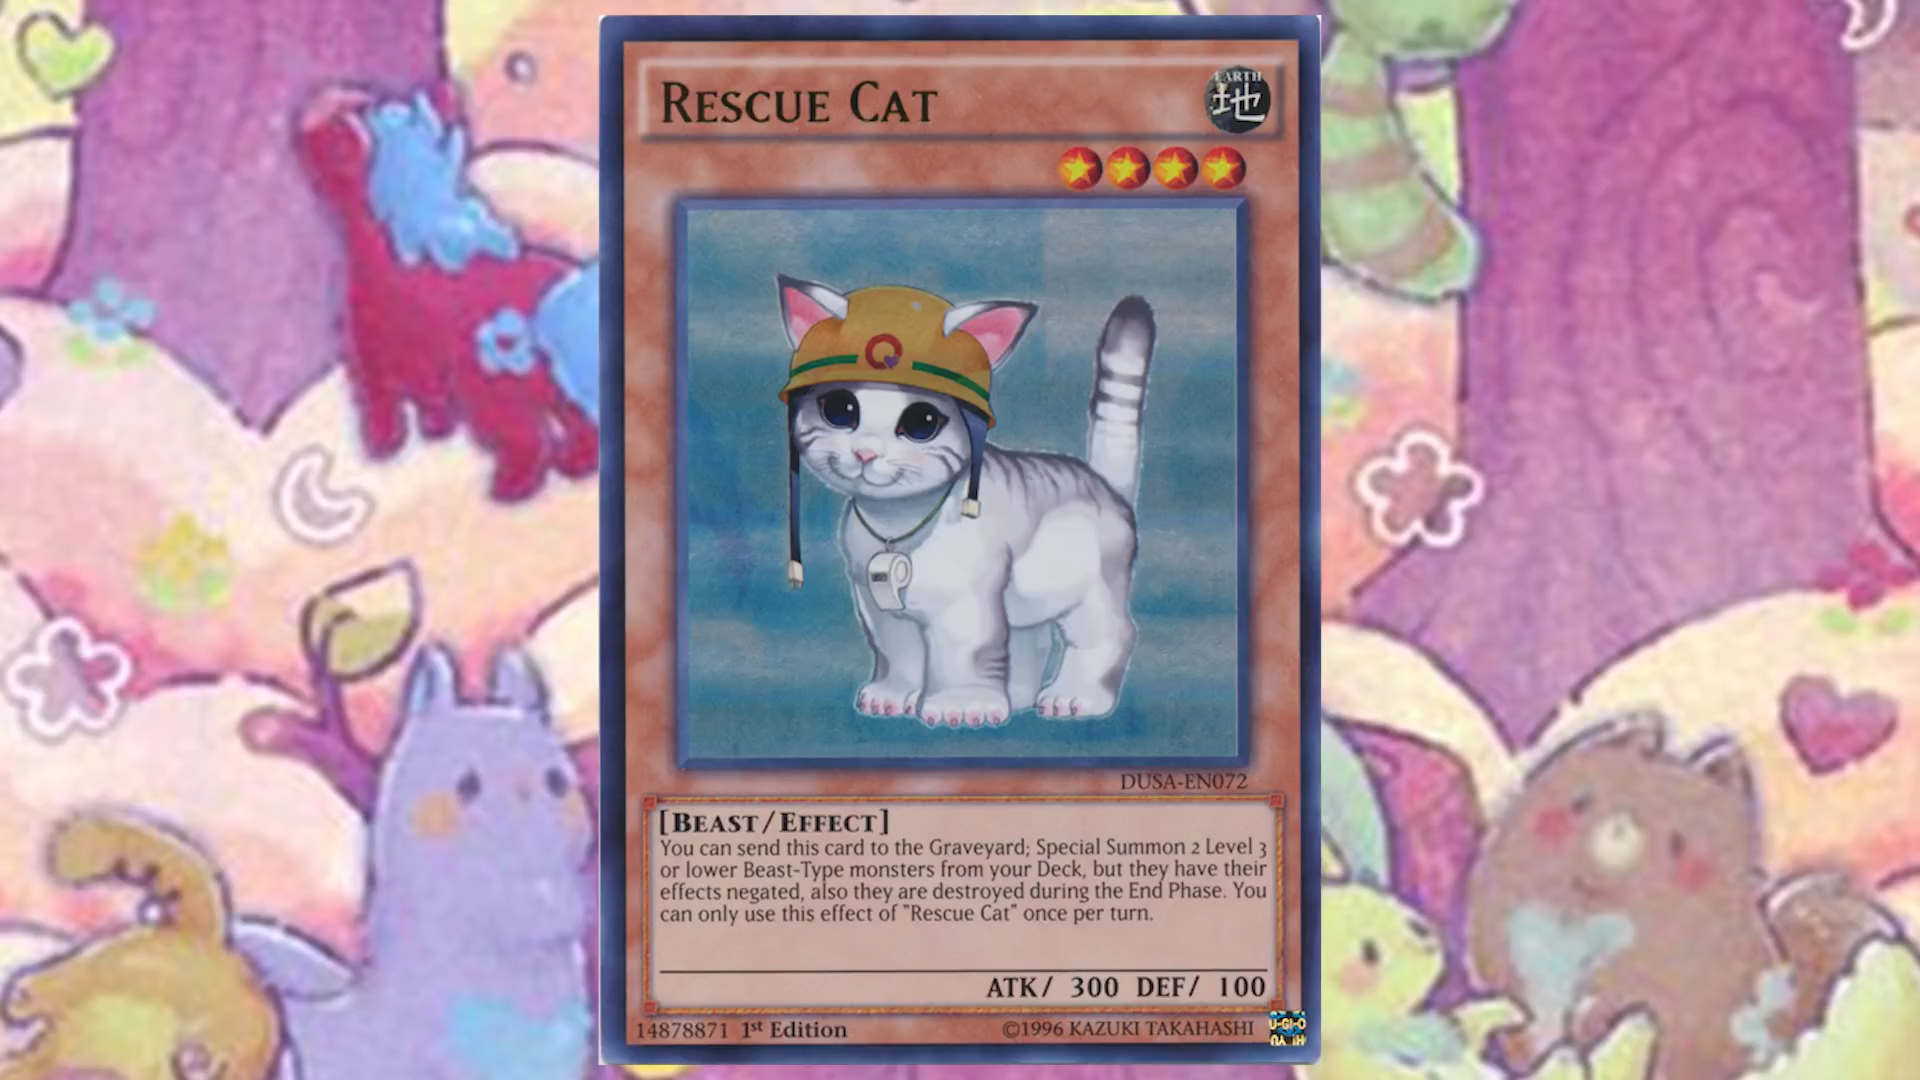 RESCUE CAT
EARTH
地
DUSA-EN072
[BEAST/EFFECT]
You can send this card to the Graveyard; Special Summon 2 Level 3
or lower Beast-Type monsters from your Deck, but they have their
effects negated, also they are destroyed during the End Phase. You
can only use this effect of "Rescue Cat" once per turn.
ATK/ 300 DEF/ 100
14878871 1st Edition
©1996 KAZUKI TAKAHASHI